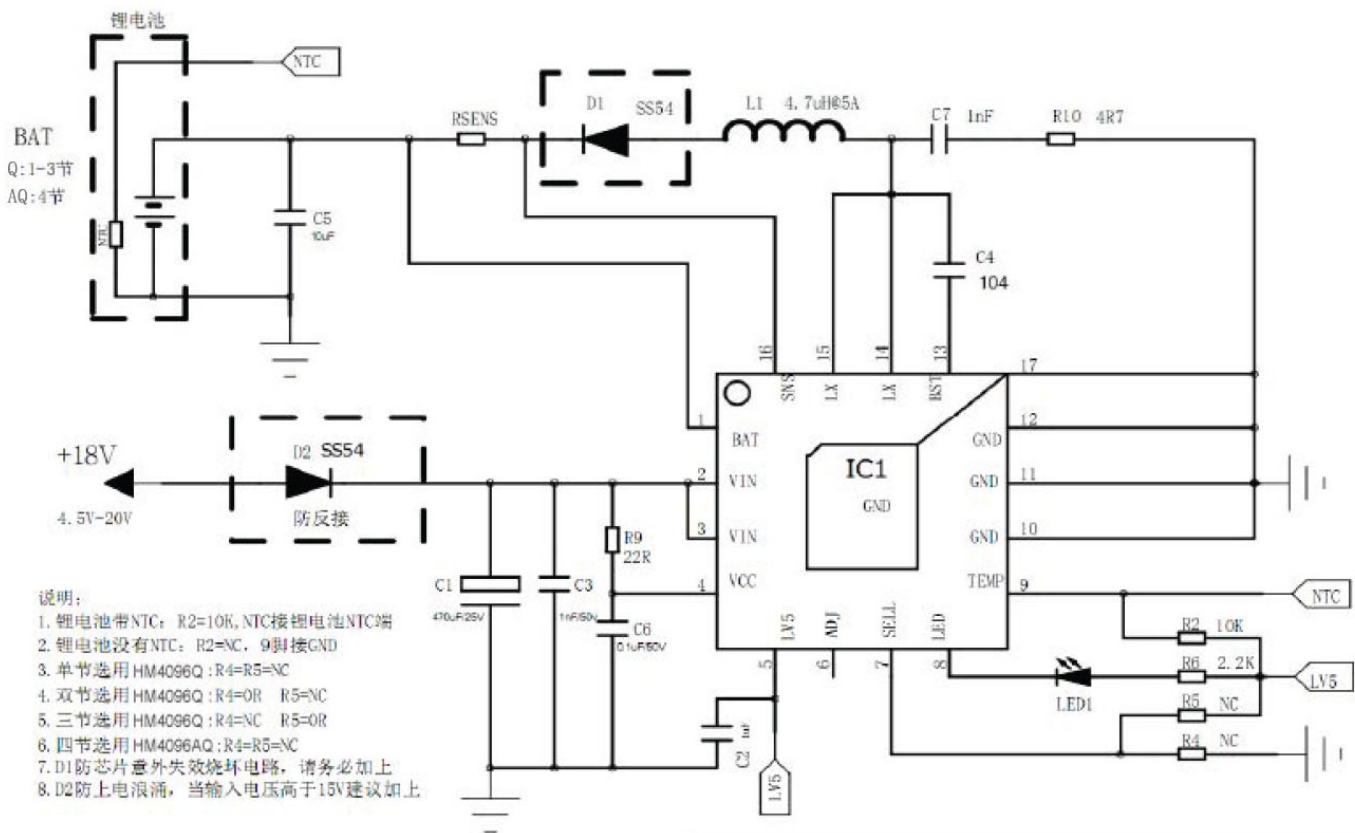 锂电池
NTC
BAT
Q:1-3节
AQ:4节
NTC
C5
10uF
RSENS
D1
SS54
L1 4.7uH@5A
C7 1nF
R10 4R7
C4
104
16
15
14
13
17
SNS
LX
LX
BST
1
BAT
12
GND
+18V
4.5V-20V
D2 SS54
防反接
2
VIN
IC1
GND
11
GND
3
VIN
10
GND
R9
22R
4
VCC
TEMP
9
NTC
C1
470uF/25V
C3
1nF/50v
C6
0.1uF/50V
LV5
ADJ
SELL
LED
5
6
7
8
R2 10K
R6 2.2K
LV5
LED1
R5 NC
R4 NC
C2
LV5
说明:
1.锂电池带NTC: R2=10K,NTC接锂电池NTC端
2.锂电池没有NTC: R2=NC, 9脚接GND
3.单节选用HM4096Q:R4=R5=NC
4.双节选用HM4096Q:R4=0R R5=NC
5.三节选用HM4096Q:R4=NC R5=0R
6.四节选用HM4096AQ:R4=R5=NC
7.D1防芯片意外失效烧坏电路, 请务必加上
8.D2防上电浪涌, 当输入电压高于15V建议加上